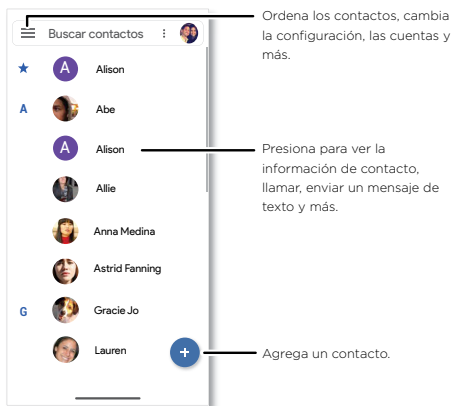 Buscar contactos
A Alison
A Abe
A Alison
Allie
Anna Medina
Astrid Fanning
G Gracie Jo
Lauren
Ordena los contactos, cambia
la configuración, las cuentas y
más.
Presiona para ver la
información de contacto,
llamar, enviar un mensaje de
texto y más.
Agrega un contacto.